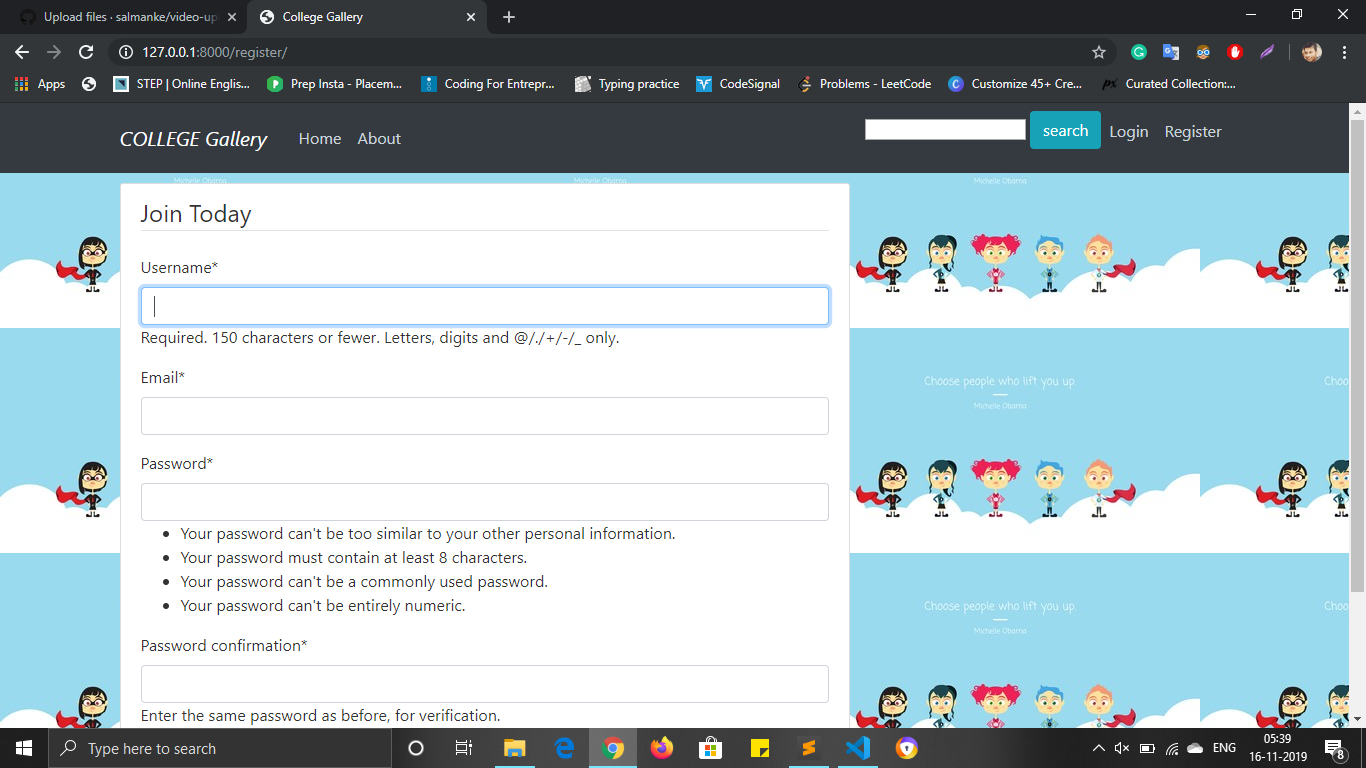 Upload files · salmanke/video-up
College Gallery
127.0.0.1:8000/register/
Apps
STEP | Online Englis...
Prep Insta - Placem...
Coding For Entrepr...
Typing practice
CodeSignal
Problems - LeetCode
Customize 45+ Cre...
px Curated Collection:...
COLLEGE Gallery
Home
About
search
Login
Register
Michelle Obama
Michelle Obama
Michelle Obama
Join Today
Username*
Required. 150 characters or fewer. Letters, digits and @/./+/-/_ only.
Email*
Choose people who lift you up.
Choo
Michelle Obama
Password*
Your password can't be too similar to your other personal information.
Your password must contain at least 8 characters.
Your password can't be a commonly used password.
Your password can't be entirely numeric.
Choose people who lift you up.
Choo
Michelle Obama
Password confirmation*
Enter the same password as before, for verification.
Type here to search
ENG
05:39
16-11-2019
8